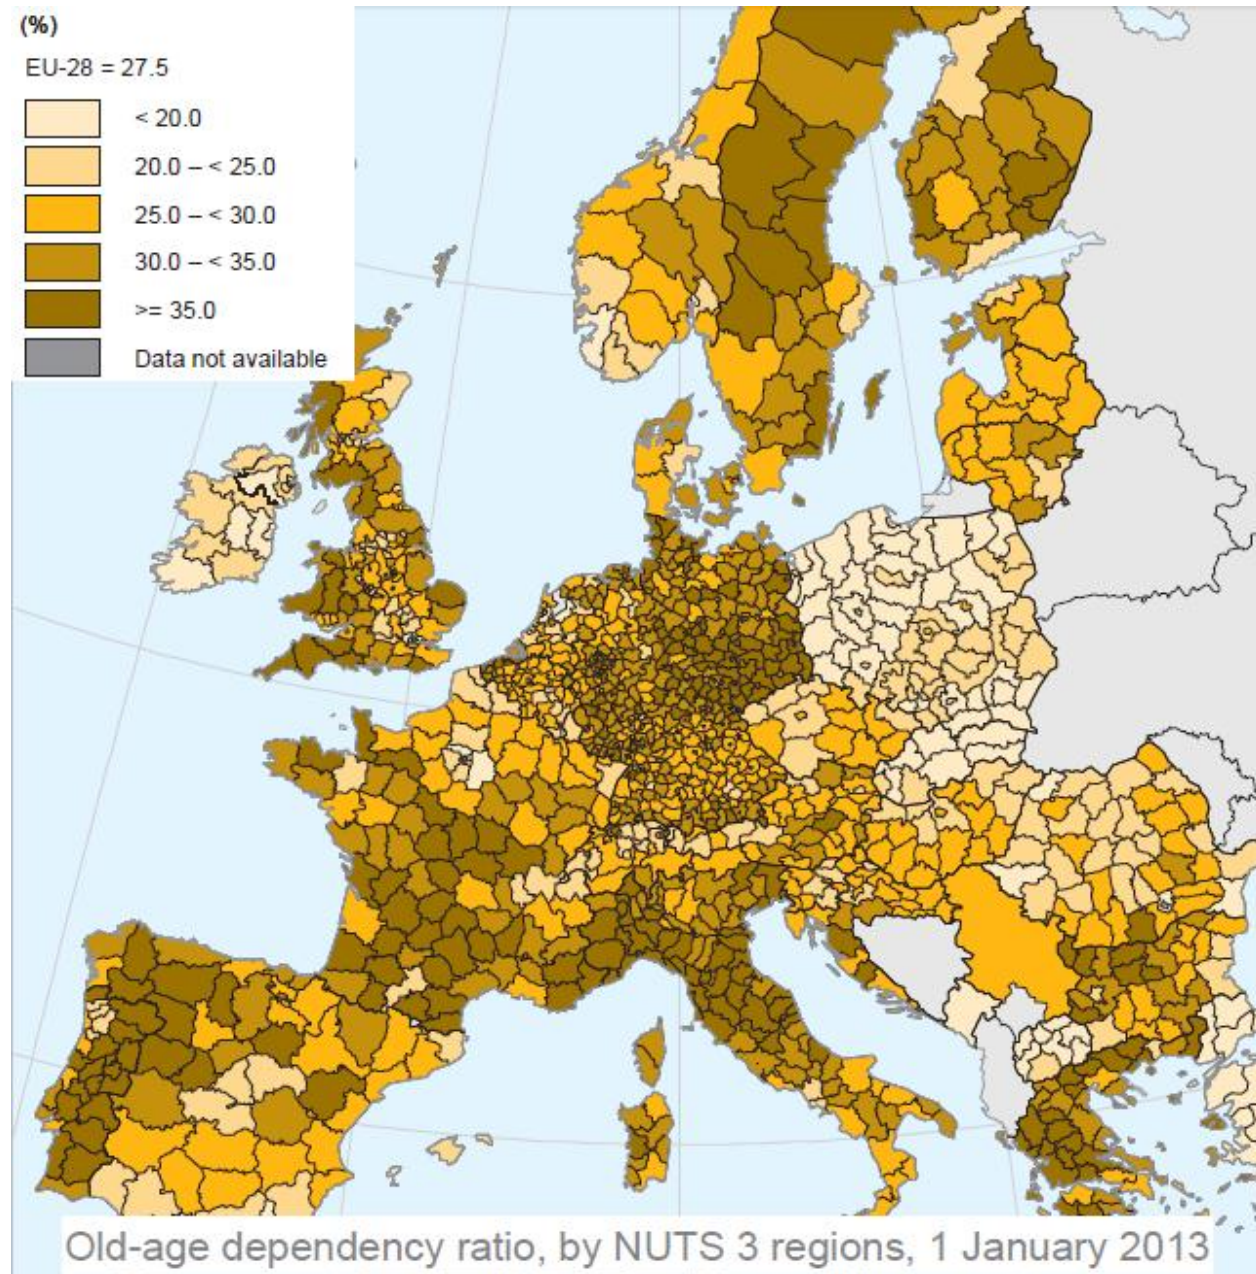 (%)
EU-28 = 27.5
< 20.0
20.0 – < 25.0
25.0 – < 30.0
30.0 – < 35.0
>= 35.0
Data not available
Old-age dependency ratio, by NUTS 3 regions, 1 January 2013